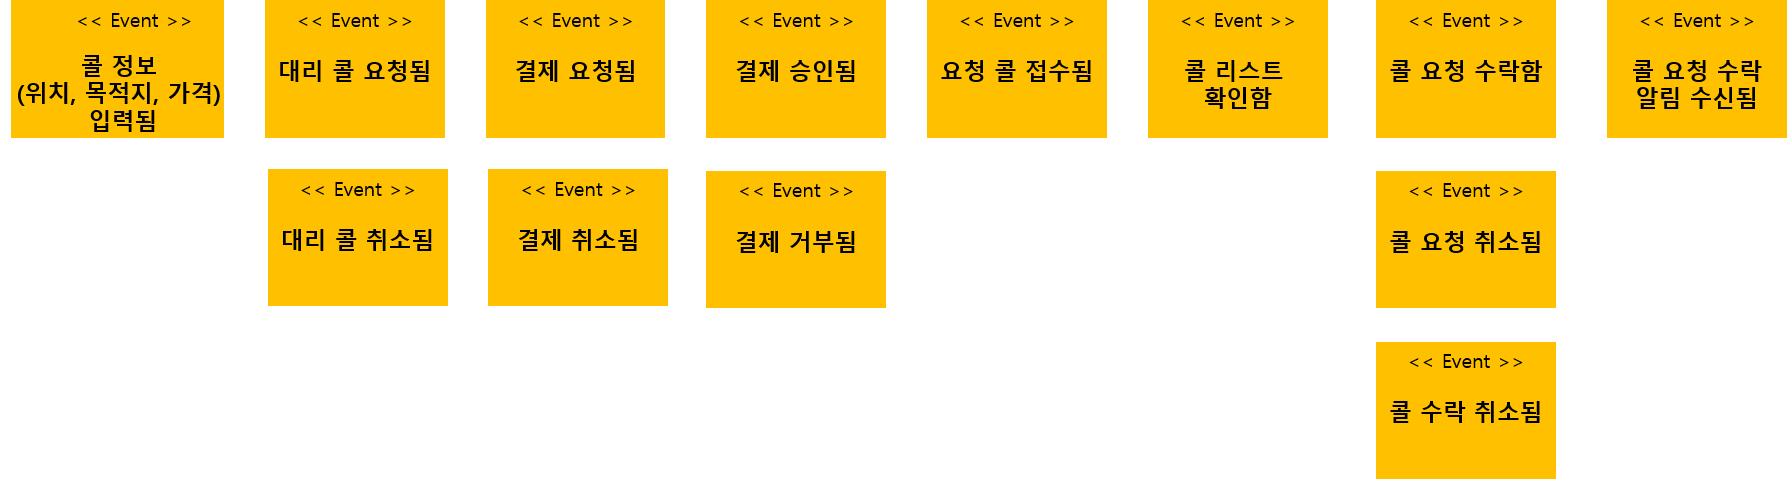 << Event >>
콜 정보
(위치, 목적지, 가격)
입력됨
<< Event >>
대리 콜 요청됨
<< Event >>
결제 요청됨
<< Event >>
결제 승인됨
<< Event >>
요청 콜 접수됨
<< Event >>
콜 리스트
확인함
<< Event >>
콜 요청 수락함
<< Event >>
콜 요청 수락
알림 수신됨
<< Event >>
대리 콜 취소됨
<< Event >>
결제 취소됨
<< Event >>
결제 거부됨
<< Event >>
콜 요청 취소됨
<< Event >>
콜 수락 취소됨